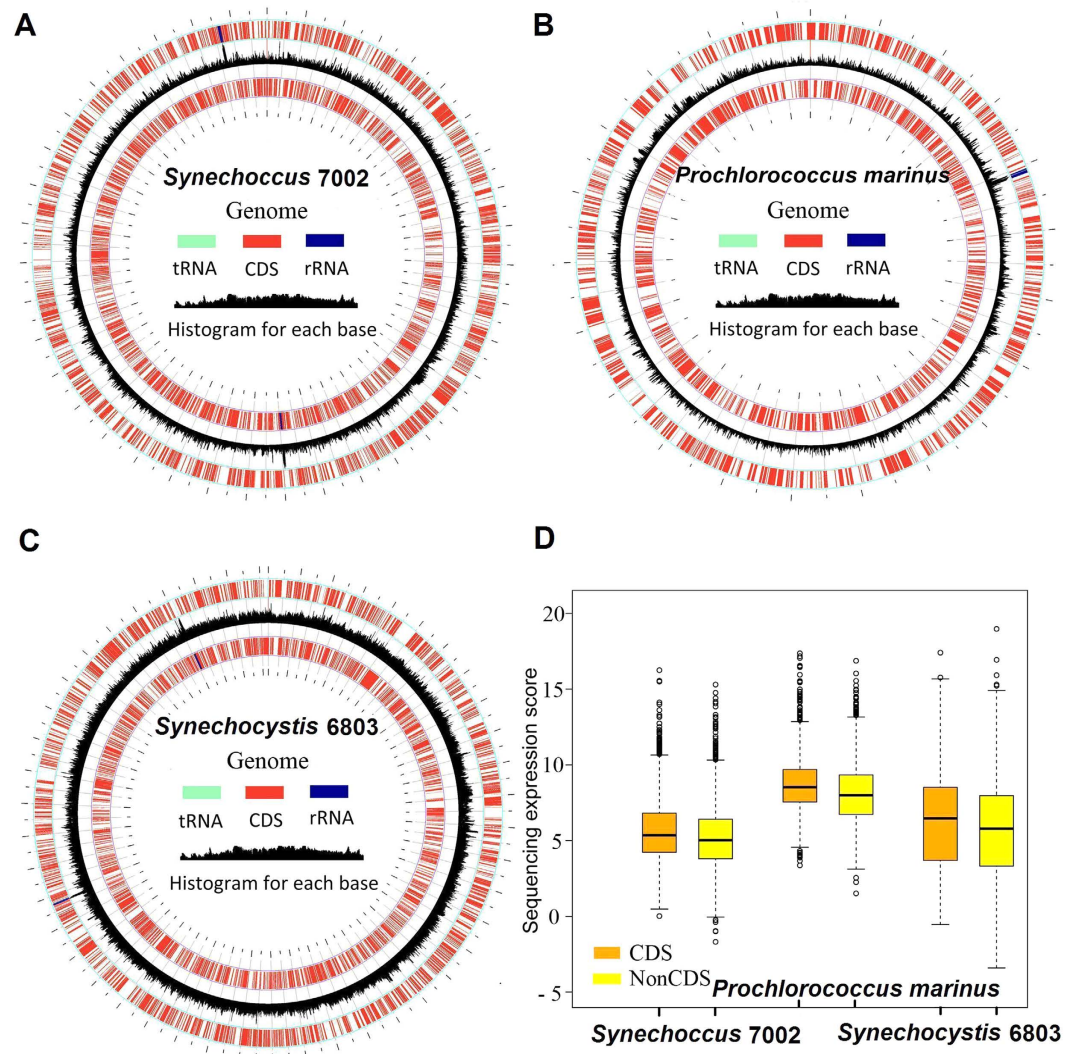 A
Synechoccus 7002
Genome
tRNA CDS rRNA
Histogram for each base
B
Prochlorococcus marinus
Genome
tRNA CDS rRNA
Histogram for each base
C
Synechocystis 6803
Genome
tRNA CDS rRNA
Histogram for each base
D
Sequencing expression score
20
15
10
5
0
-5
CDS
NonCDS
Prochlorococcus marinus
Synechoccus 7002
Synechocystis 6803